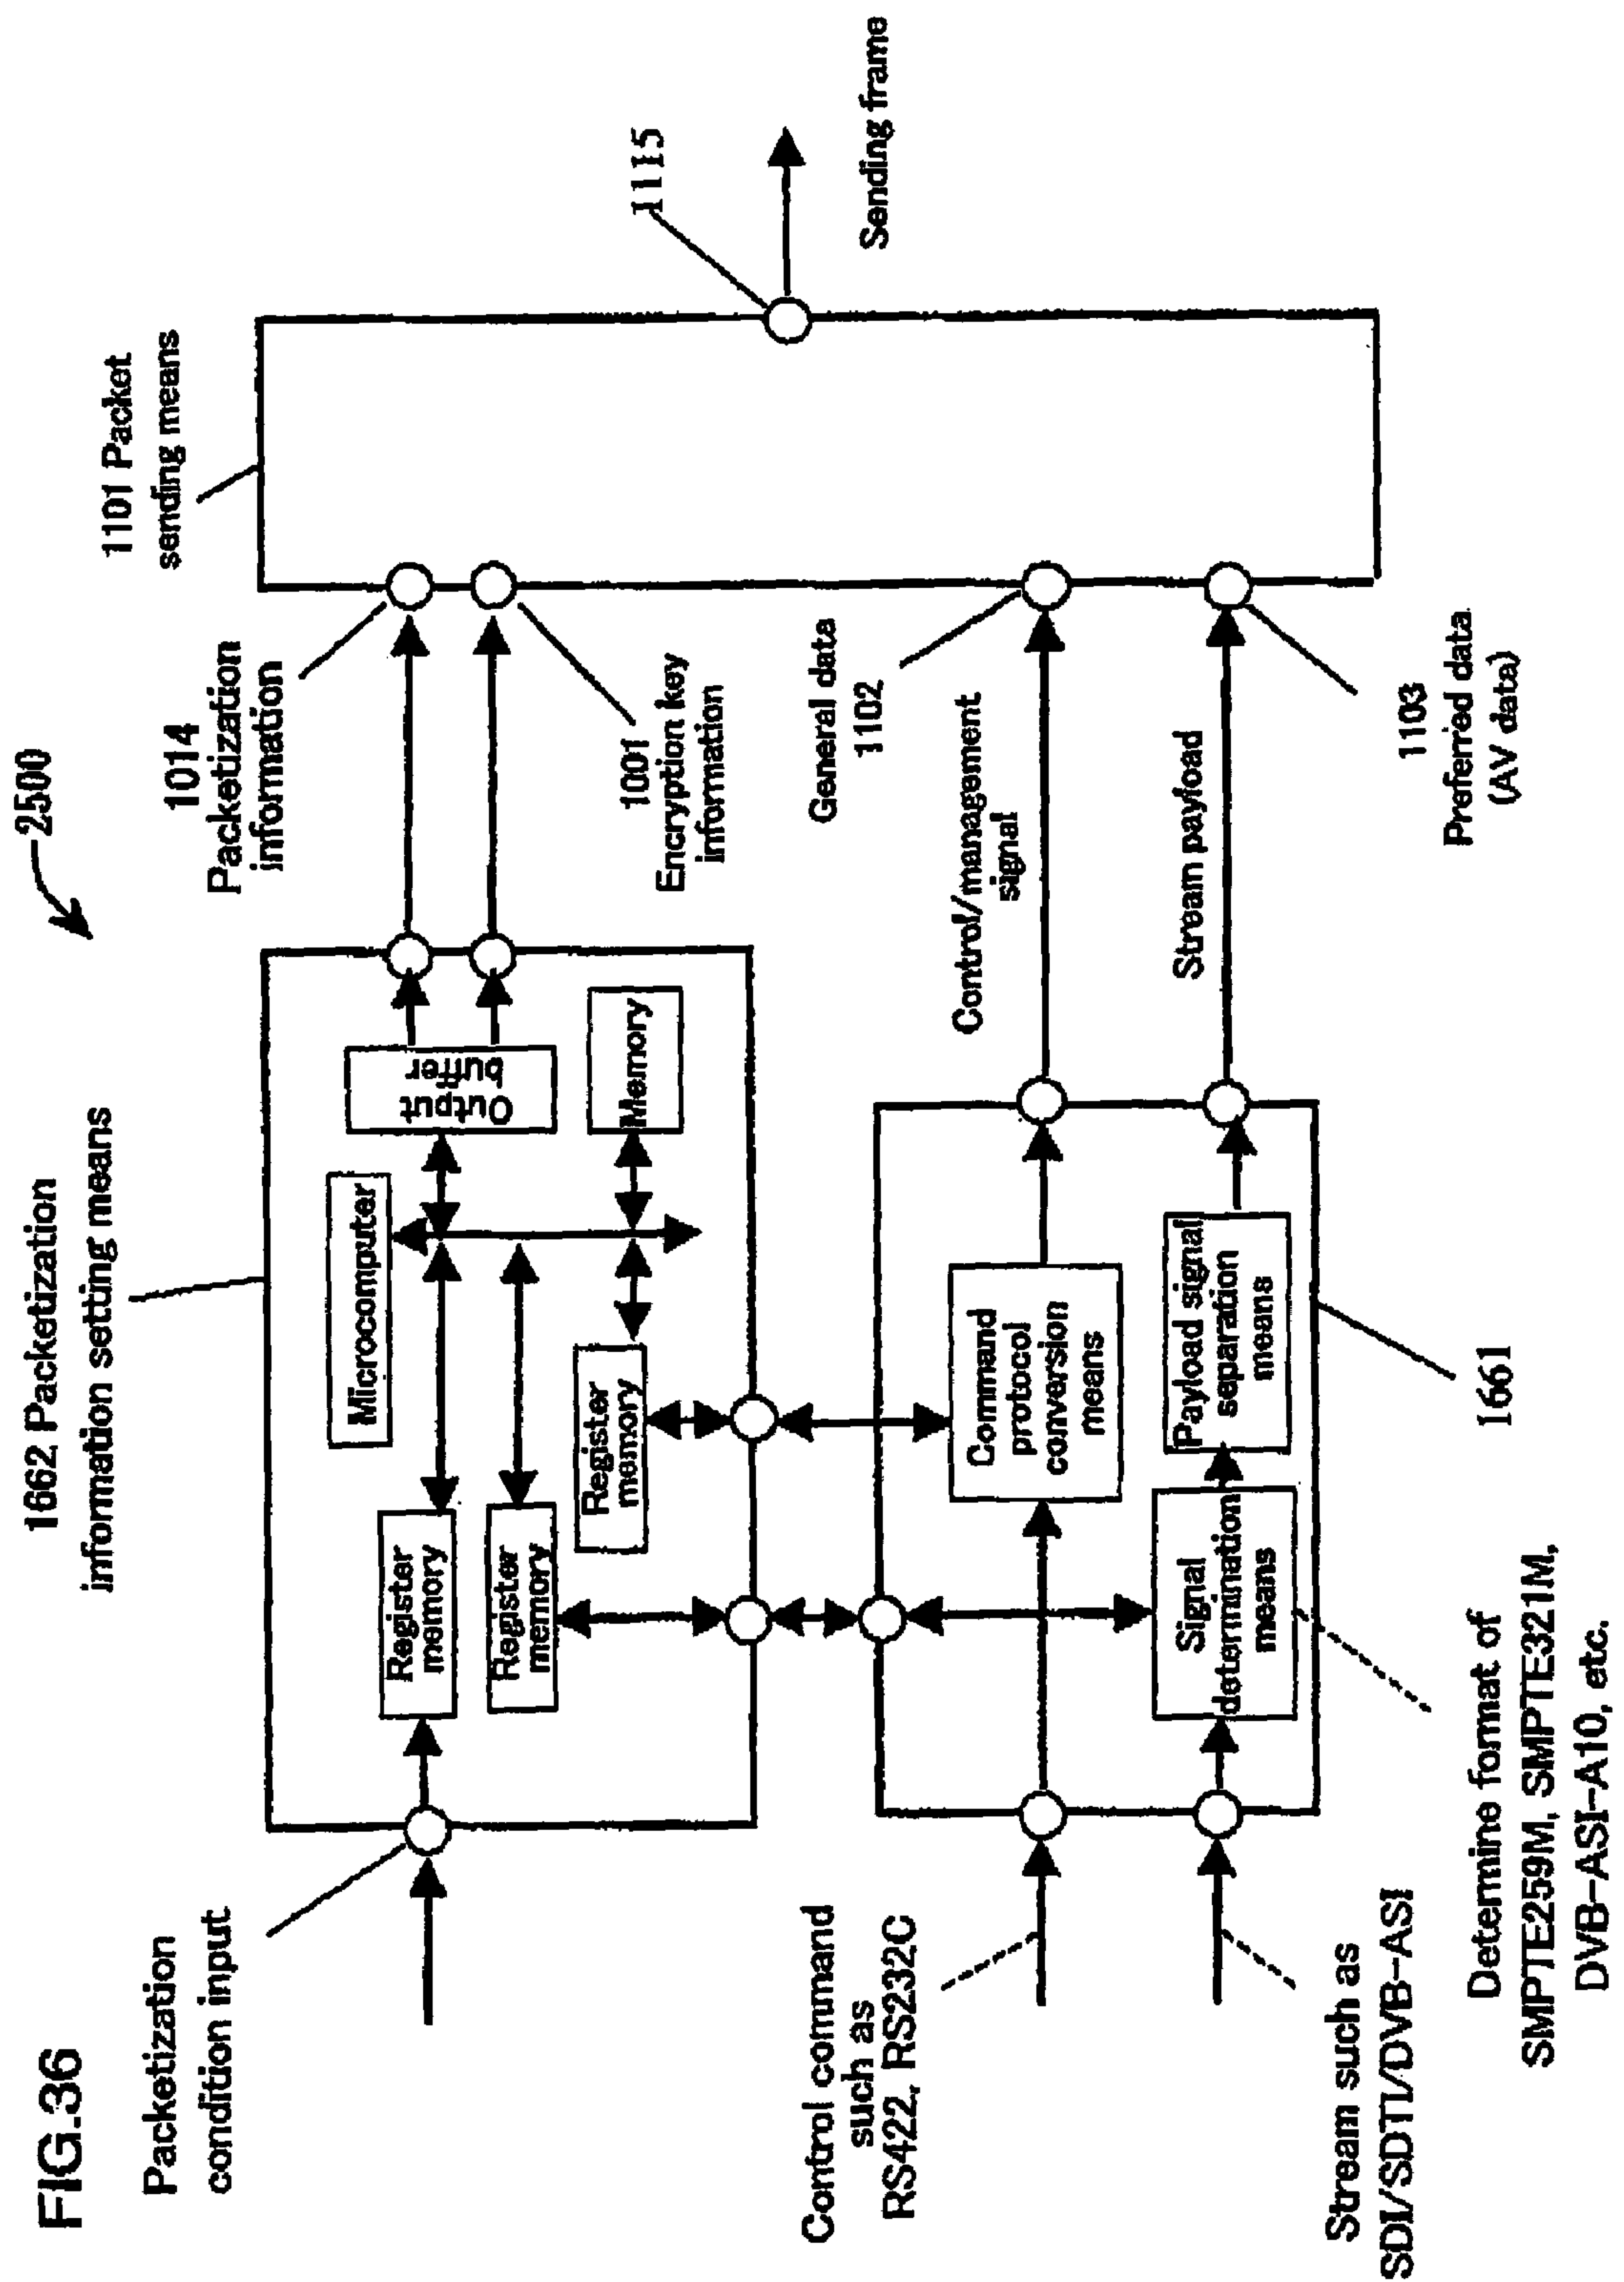 FIG.36
2500
1662 Packetization
information setting means
1101 Packet
sending means
Packetization
condition input
Microcomputer
Register
memory
Register
memory
Register
memory
Output
buffer
Memory
1014
Packetization
information
1001
Encryption key
information
1115
Sending frame
Control command
such as
RS422, RS232C
Command
protocol
conversion
means
Control/management
signal
General data
1102
Stream such as
SDI/SDTI/DVB-ASI
Signal
determination
means
Payload signal
separation
means
Stream payload
1103
Preferred data
(AV data)
1661
Determine format of
SMPTE259M, SMPTE321M,
DVB-ASI-A10, etc.